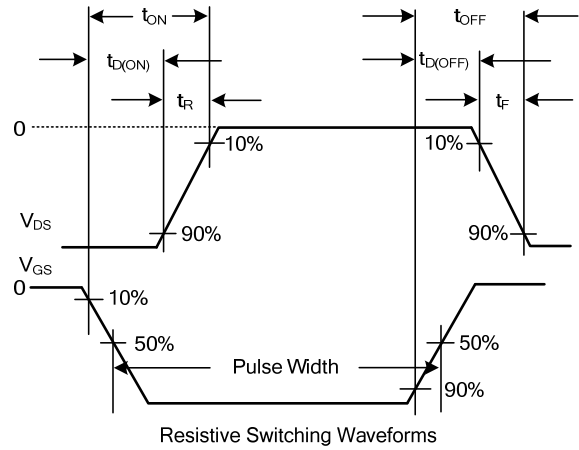 tON tOFF
tD(ON) tD(OFF)
tR tF
0
10% 10%
VDS 90% 90%
VGS
0
10%
50% Pulse Width 50%
90%
Resistive Switching Waveforms